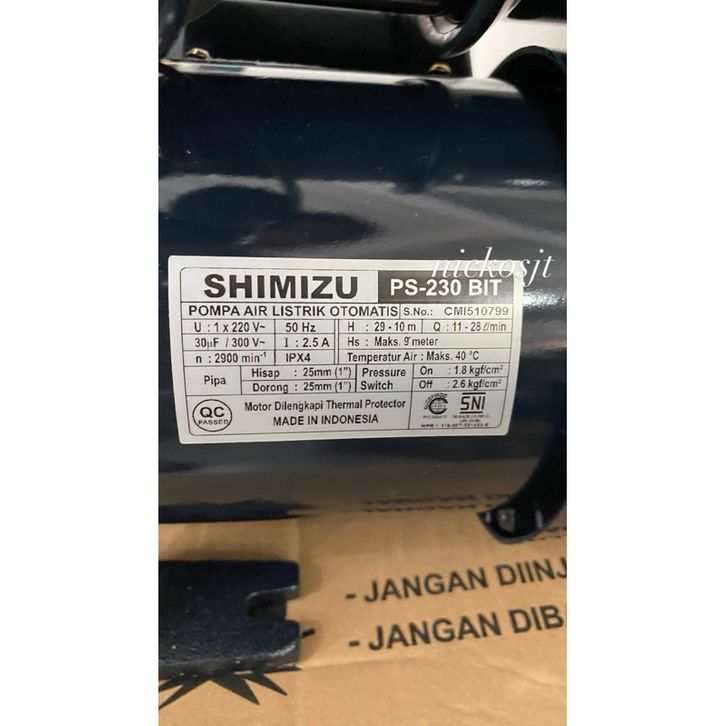 nickosjt
SHIMIZU PS-230 BIT
POMPA AIR LISTRIK OTOMATIS S.No.: CMI510799
U : 1 x 220 V~ 50 Hz H : 29 - 10 m Q : 11 - 28 ℓ/min
30µF / 300 V~ I : 2.5 A Hs : Maks. 9 meter
n : 2900 min⁻¹ IPX4 Temperatur Air : Maks. 40 °C
Pipa Hisap : 25mm (1") Pressure On : 1.8 kgf/cm²
Dorong : 25mm (1") Switch Off : 2.6 kgf/cm²
QC PASSED Motor Dilengkapi Thermal Protector SNI
MADE IN INDONESIA
- JANGAN DIINJ
- JANGAN DIBA